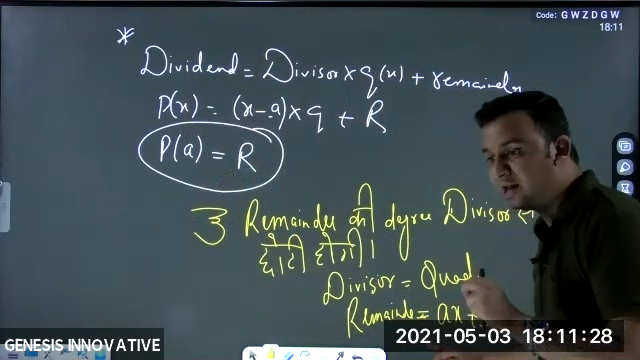 Code: G W Z D G W
18:11
*
Dividend = Divisor × q(x) + remainder
P(x) = (x-a) × q + R
P(a) = R
3 Remainder की degree Divisor से
छोटी होगी।
Divisor = Quad
Remainder = ax +
GENESIS INNOVATIVE
2021-05-03 18:11:28